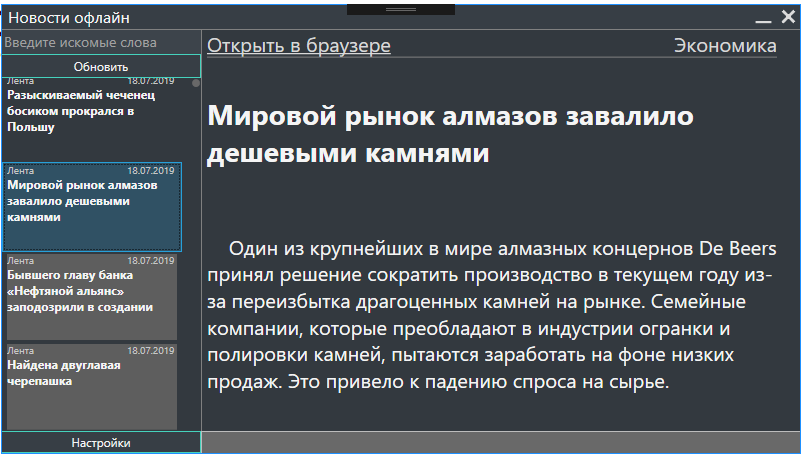 Новости офлайн
Введите искомые слова
Обновить
Лента 18.07.2019
Разыскиваемый чеченец
босиком прокрался в
Польшу
Лента 18.07.2019
Мировой рынок алмазов
завалило дешевыми
камнями
Лента 18.07.2019
Бывшего главу банка
«Нефтяной альянс»
заподозрили в создании
Лента 18.07.2019
Найдена двуглавая
черепашка
Настройки
Открыть в браузере Экономика
Мировой рынок алмазов завалило
дешевыми камнями
Один из крупнейших в мире алмазных концернов De Beers
принял решение сократить производство в текущем году из-
за переизбытка драгоценных камней на рынке. Семейные
компании, которые преобладают в индустрии огранки и
полировки камней, пытаются заработать на фоне низких
продаж. Это привело к падению спроса на сырье.